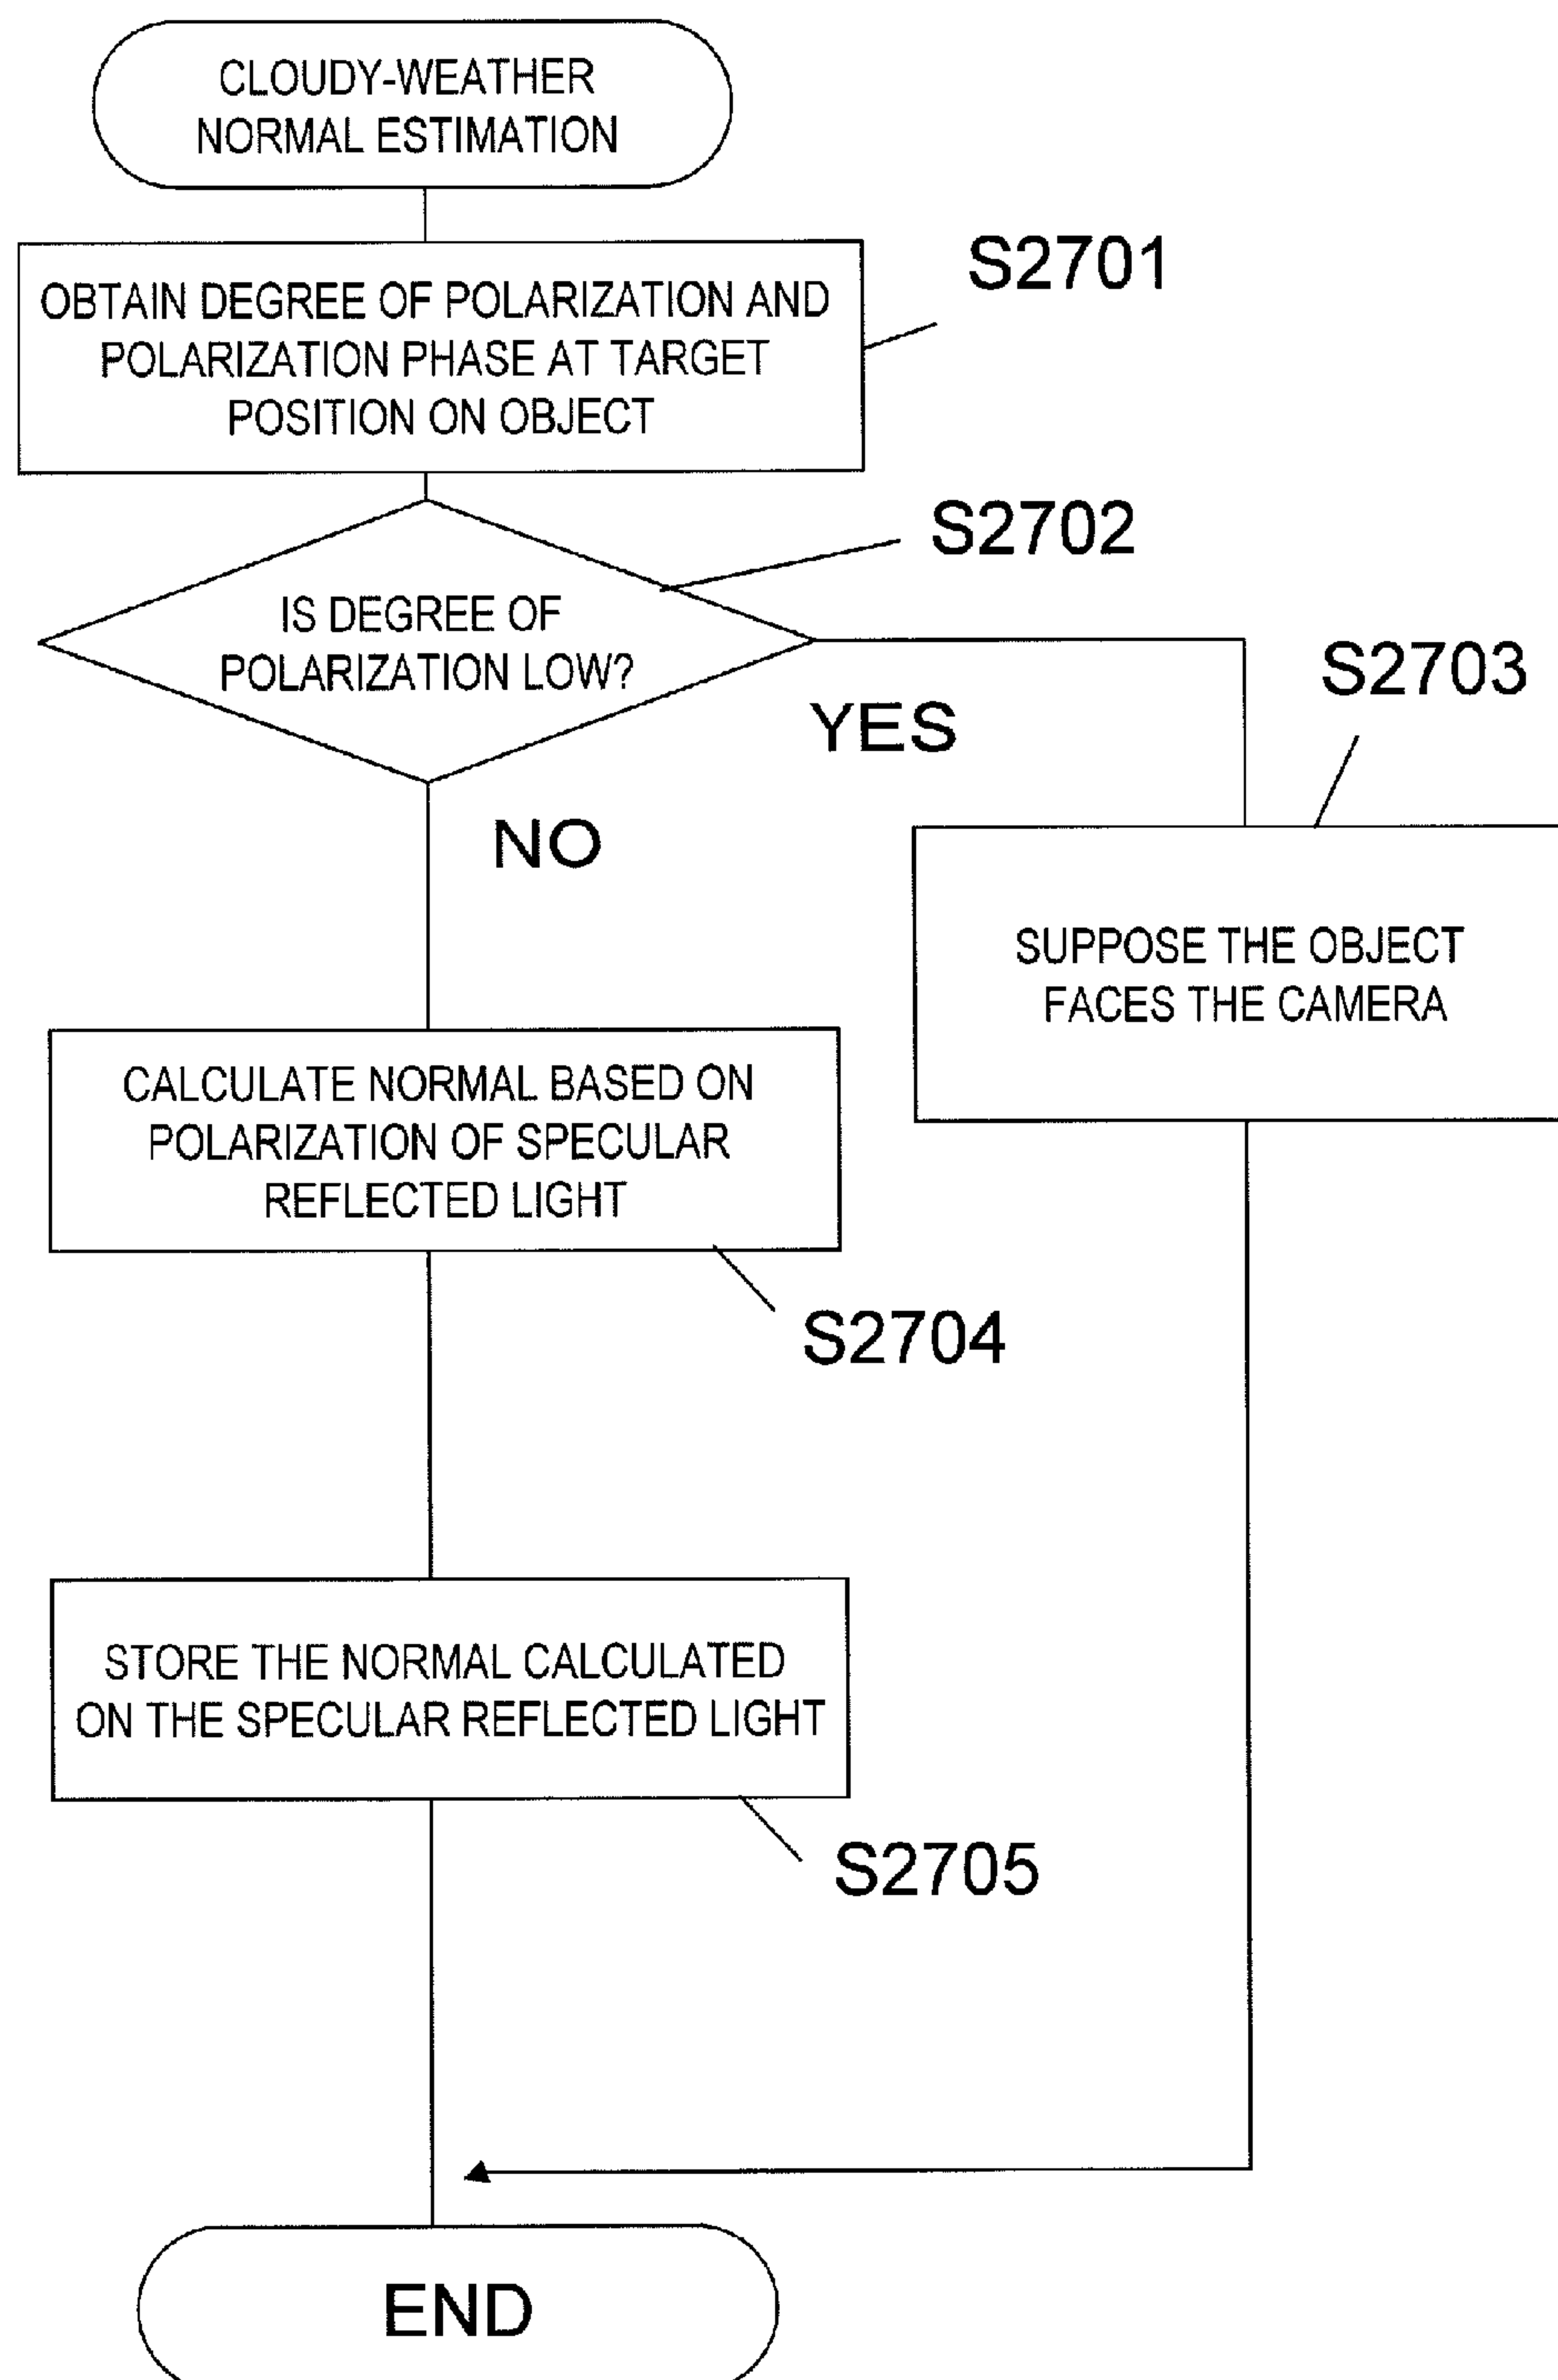 CLOUDY-WEATHER
NORMAL ESTIMATION
S2701
OBTAIN DEGREE OF POLARIZATION AND
POLARIZATION PHASE AT TARGET
POSITION ON OBJECT
S2702
IS DEGREE OF
POLARIZATION LOW?
YES
NO
S2703
SUPPOSE THE OBJECT
FACES THE CAMERA
CALCULATE NORMAL BASED ON
POLARIZATION OF SPECULAR
REFLECTED LIGHT
S2704
STORE THE NORMAL CALCULATED
ON THE SPECULAR REFLECTED LIGHT
S2705
END